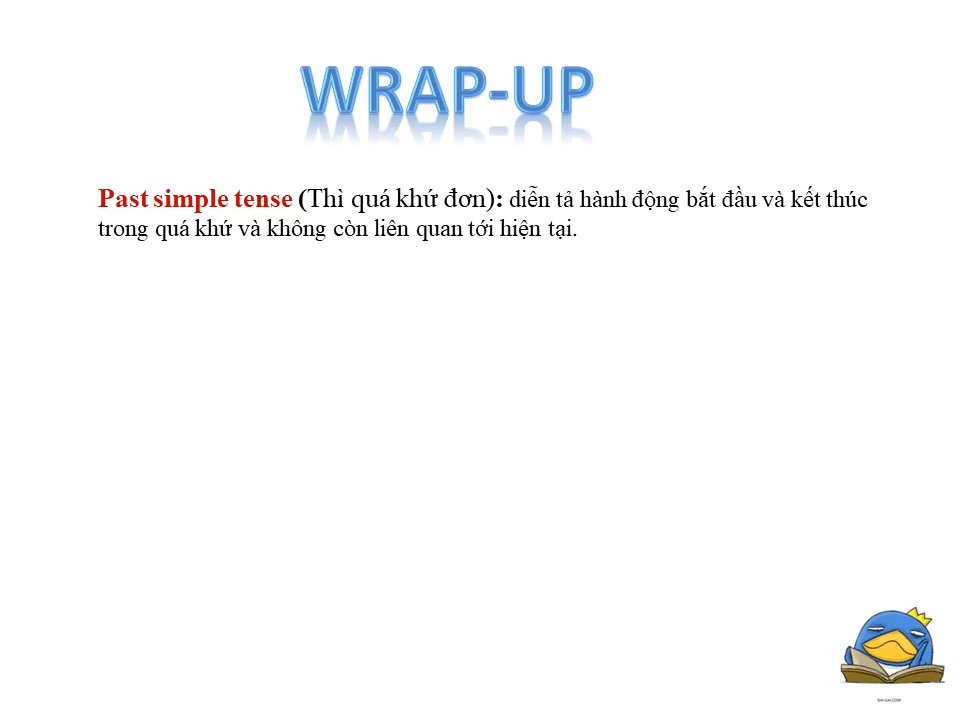 WRAP-UP
Past simple tense (Thì quá khứ đơn): diễn tả hành động bắt đầu và kết thúc
trong quá khứ và không còn liên quan tới hiện tại.